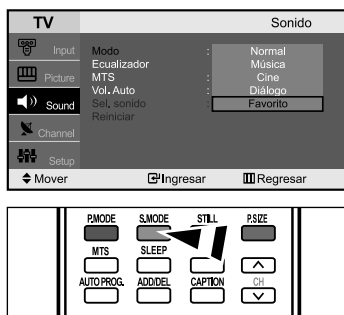 TV Sonido
Input
Picture
Sound
Channel
Setup
Modo :
Ecualizador
MTS :
Vol. Auto :
Sel. sonido :
Reiniciar
Normal
Música
Cine
Diálogo
Favorito
Mover Ingresar Regresar
P.MODE S.MODE STILL P.SIZE
MTS SLEEP
AUTO PROG. ADD/DEL CAPTION CH